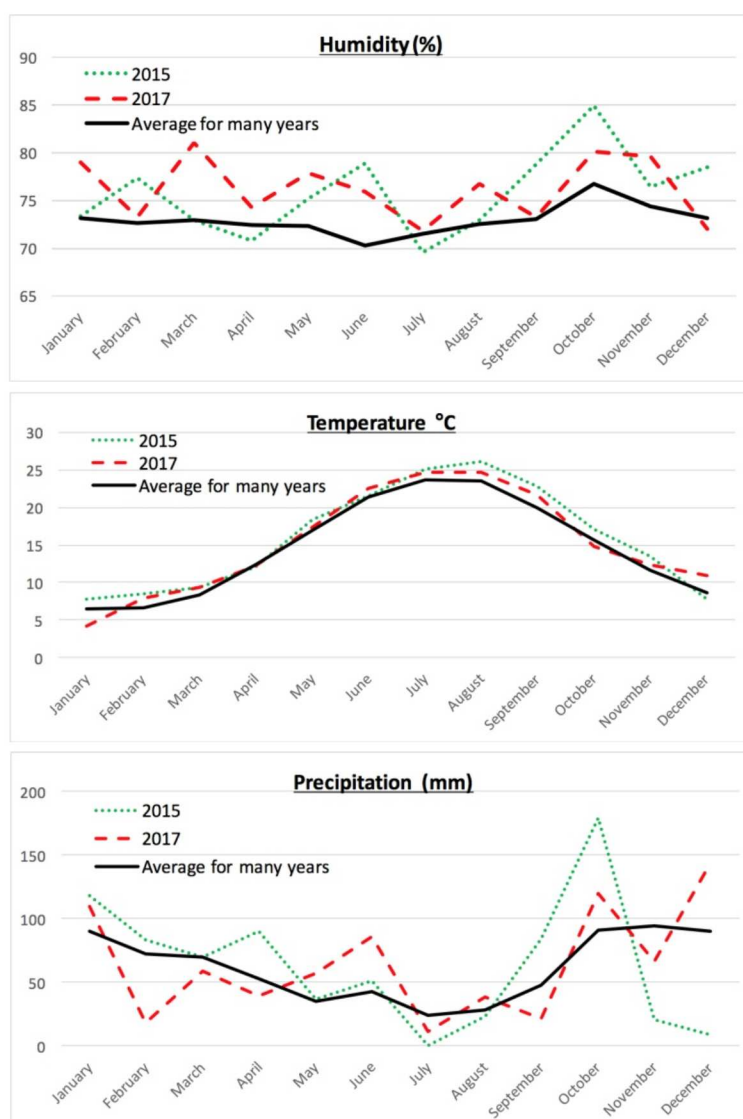 Humidity (%)
90
2015
85
2017
Average for many years
80
75
70
65
January
February
March
April
May
June
July
August
September
October
November
December
Temperature °C
30
2015
25
2017
Average for many years
20
15
10
5
0
January
February
March
April
May
June
July
August
September
October
November
December
Precipitation (mm)
200
2015
2017
150
Average for many years
100
50
0
January
February
March
April
May
June
July
August
September
October
November
December